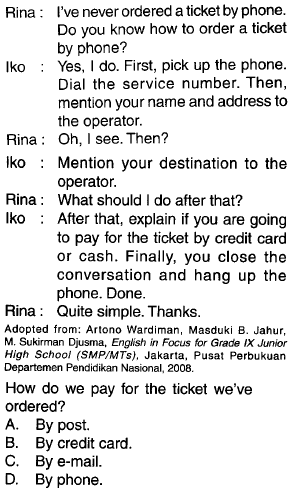 Rina : I've never ordered a ticket by phone.
Do you know how to order a ticket
by phone?
Iko : Yes, I do. First, pick up the phone.
Dial the service number. Then,
mention your name and address to
the operator.
Rina : Oh, I see. Then?
Iko : Mention your destination to the
operator.
Rina : What should I do after that?
Iko : After that, explain if you are going
to pay for the ticket by credit card
or cash. Finally, you close the
conversation and hang up the
phone. Done.
Rina : Quite simple. Thanks.
Adopted from: Artono Wardiman, Masduki B. Jahur,
M. Sukirman Djusma, English in Focus for Grade IX Junior
High School (SMP/MTs), Jakarta, Pusat Perbukuan
Departemen Pendidikan Nasional, 2008.
How do we pay for the ticket we've
ordered?
A. By post.
B. By credit card.
C. By e-mail.
D. By phone.